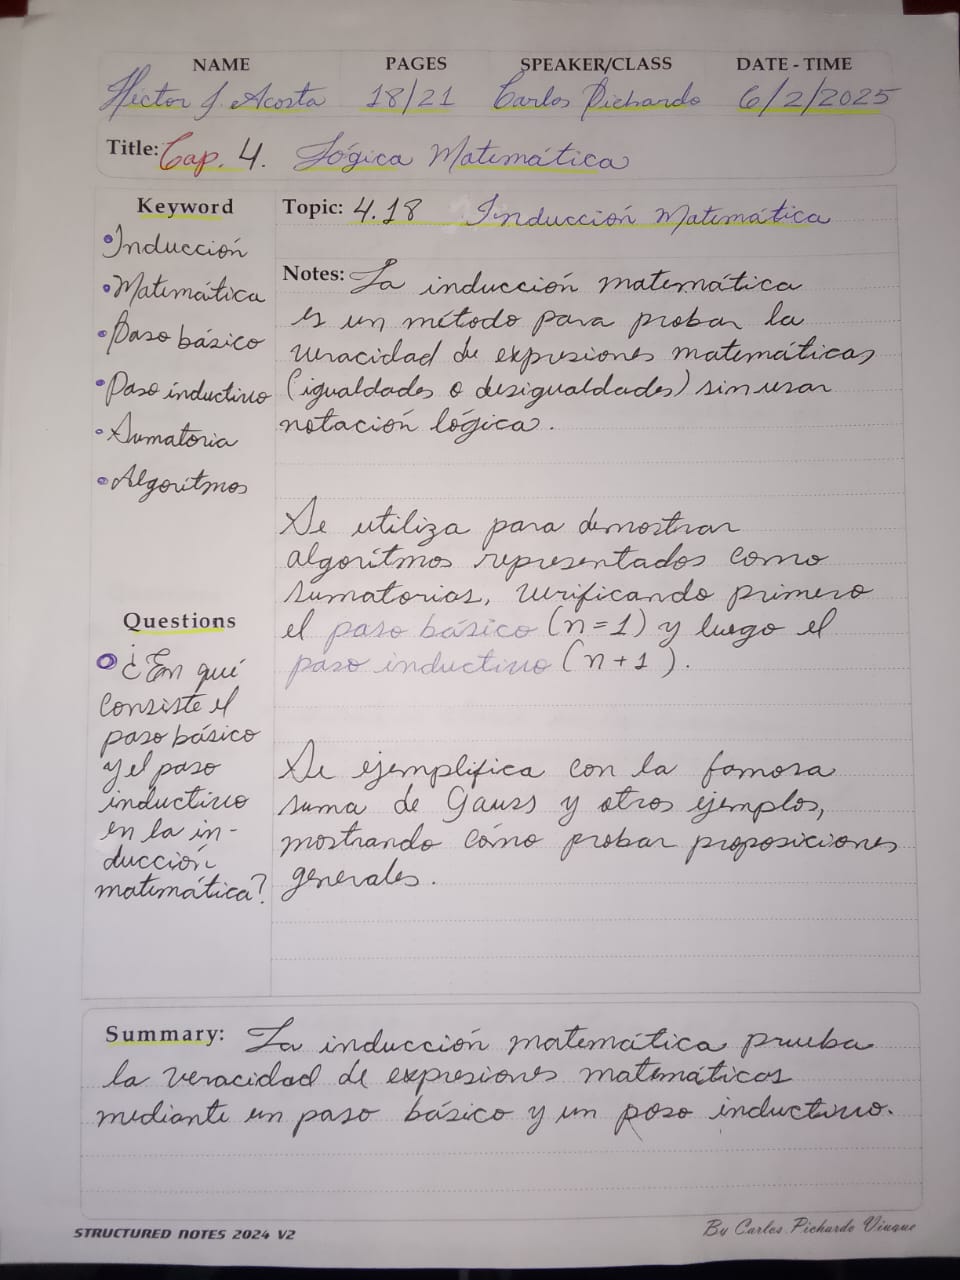 NAME PAGES SPEAKER/CLASS DATE - TIME
Héctor J. Acosta 18/21 Carlos Pichardo 6/2/2025
Title: Cap. 4. Lógica Matemática
Keyword
• Inducción
• Matemática
• Paso básico
• Paso inductivo
• Sumatoria
• Algoritmos
Questions
¿En qué
consiste el
paso básico
y el paso
inductivo
en la in-
ducción
matemática?
Topic: 4.18 Inducción Matemática
Notes: La inducción matemática
es un método para probar la
veracidad de expresiones matemáticas
(igualdades o desigualdades) sin usar
notación lógica.
Se utiliza para demostrar
algoritmos representados como
sumatorias, verificando primero
el paso básico (n=1) y luego el
paso inductivo (n+1).
Se ejemplifica con la famosa
suma de Gauss y otros ejemplos,
mostrando cómo probar proposiciones
generales.
Summary: La inducción matemática prueba
la veracidad de expresiones matemáticas
mediante un paso básico y un paso inductivo.
STRUCTURED NOTES 2024 V2
By Carlos Pichardo Viuque